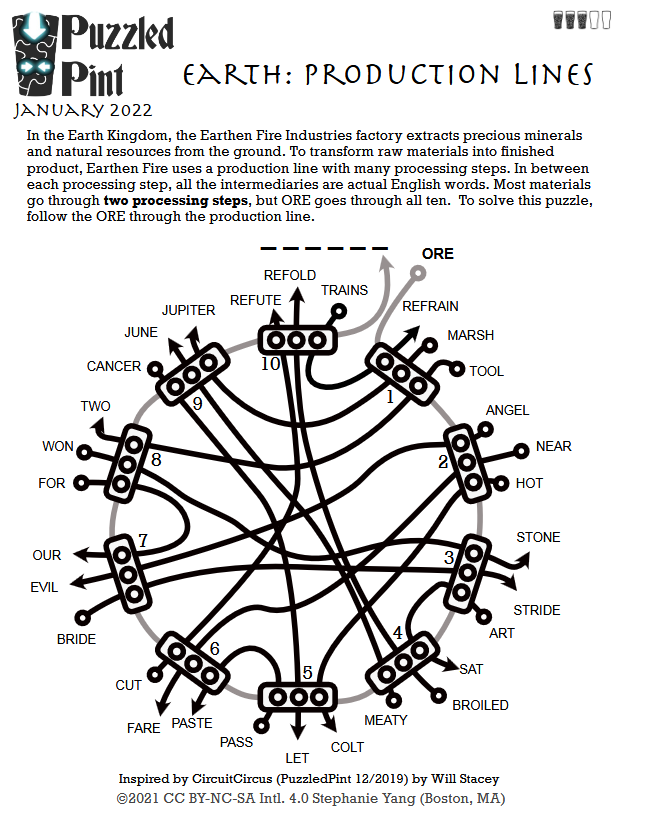 Puzzled
Pint
January 2022
Earth: Production Lines
In the Earth Kingdom, the Earthen Fire Industries factory extracts precious minerals
and natural resources from the ground. To transform raw materials into finished
product, Earthen Fire uses a production line with many processing steps. In between
each processing step, all the intermediaries are actual English words. Most materials
go through two processing steps, but ORE goes through all ten. To solve this puzzle,
follow the ORE through the production line.
ORE
REFOLD
TRAINS
REFUTE
REFRAIN
JUPITER
JUNE
MARSH
CANCER
TOOL
10
9
1
TWO
ANGEL
WON
NEAR
8
2
FOR
HOT
7
STONE
OUR
3
EVIL
STRIDE
BRIDE
ART
6
4
5
SAT
CUT
BROILED
FARE
PASTE
MEATY
PASS
COLT
LET
Inspired by CircuitCircus (PuzzledPint 12/2019) by Will Stacey
©2021 CC BY-NC-SA Intl. 4.0 Stephanie Yang (Boston, MA)